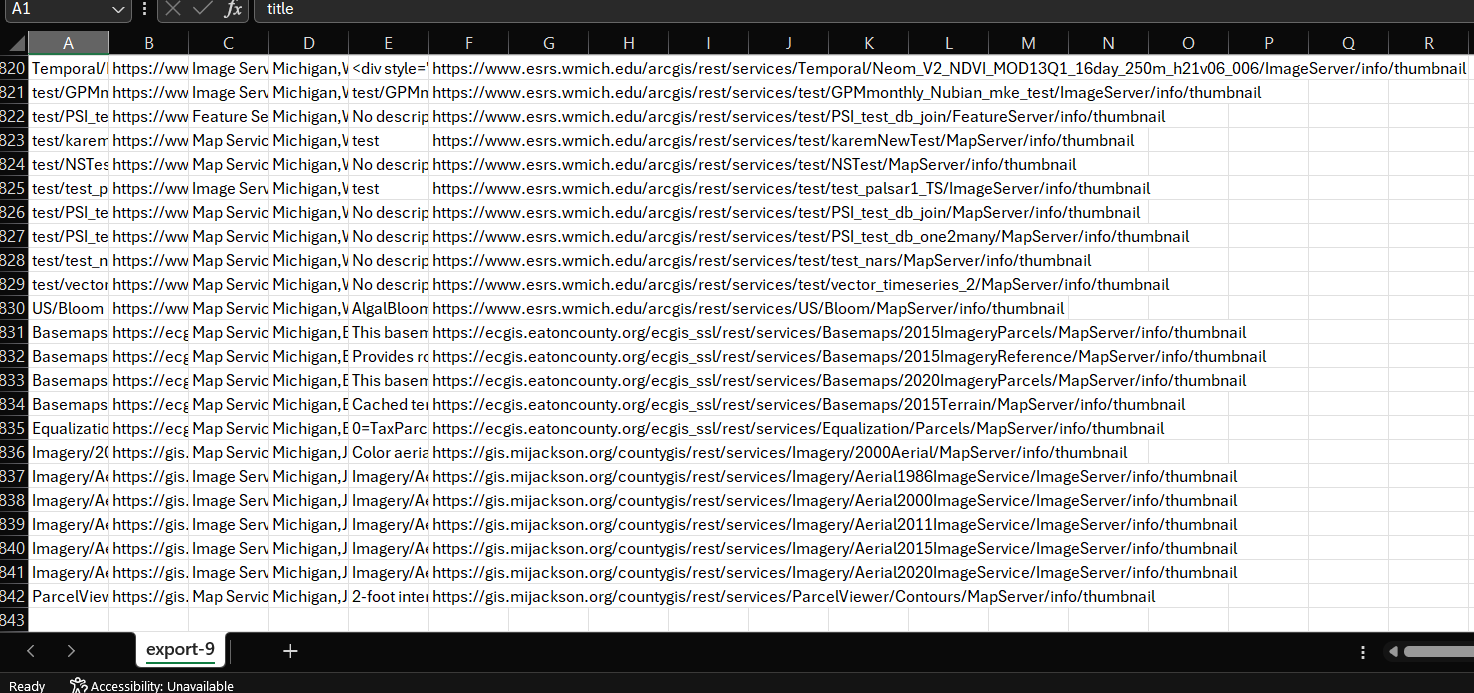 A1 fx title
A B C D E F G H I J K L M N O P Q R
820 Temporal/ https://ww Image Serv Michigan,W <div style=' https://www.esrs.wmich.edu/arcgis/rest/services/Temporal/Neom_V2_NDVI_MOD13Q1_16day_250m_h21v06_006/ImageServer/info/thumbnail
821 test/GPMn https://ww Image Serv Michigan,W test/GPMn https://www.esrs.wmich.edu/arcgis/rest/services/test/GPMmonthly_Nubian_mke_test/ImageServer/info/thumbnail
822 test/PSI_te https://ww Feature Se Michigan,W No descrip https://www.esrs.wmich.edu/arcgis/rest/services/test/PSI_test_db_join/FeatureServer/info/thumbnail
823 test/karem https://ww Map Servic Michigan,W test https://www.esrs.wmich.edu/arcgis/rest/services/test/karemNewTest/MapServer/info/thumbnail
824 test/NSTes https://ww Map Servic Michigan,W No descrip https://www.esrs.wmich.edu/arcgis/rest/services/test/NSTest/MapServer/info/thumbnail
825 test/test_p https://ww Image Serv Michigan,W test https://www.esrs.wmich.edu/arcgis/rest/services/test/test_palsar1_TS/ImageServer/info/thumbnail
826 test/PSI_te https://ww Map Servic Michigan,W No descrip https://www.esrs.wmich.edu/arcgis/rest/services/test/PSI_test_db_join/MapServer/info/thumbnail
827 test/PSI_te https://ww Map Servic Michigan,W No descrip https://www.esrs.wmich.edu/arcgis/rest/services/test/PSI_test_db_one2many/MapServer/info/thumbnail
828 test/test_n https://ww Map Servic Michigan,W No descrip https://www.esrs.wmich.edu/arcgis/rest/services/test/test_nars/MapServer/info/thumbnail
829 test/vector https://ww Map Servic Michigan,W No descrip https://www.esrs.wmich.edu/arcgis/rest/services/test/vector_timeseries_2/MapServer/info/thumbnail
830 US/Bloom https://ww Map Servic Michigan,W AlgalBloom https://www.esrs.wmich.edu/arcgis/rest/services/US/Bloom/MapServer/info/thumbnail
831 Basemaps https://ecg Map Servic Michigan,E This basem https://ecgis.eatoncounty.org/ecgis_ssl/rest/services/Basemaps/2015ImageryParcels/MapServer/info/thumbnail
832 Basemaps https://ecg Map Servic Michigan,E Provides ro https://ecgis.eatoncounty.org/ecgis_ssl/rest/services/Basemaps/2015ImageryReference/MapServer/info/thumbnail
833 Basemaps https://ecg Map Servic Michigan,E This basem https://ecgis.eatoncounty.org/ecgis_ssl/rest/services/Basemaps/2020ImageryParcels/MapServer/info/thumbnail
834 Basemaps https://ecg Map Servic Michigan,E Cached ter https://ecgis.eatoncounty.org/ecgis_ssl/rest/services/Basemaps/2015Terrain/MapServer/info/thumbnail
835 Equalizatio https://ecg Map Servic Michigan,E 0=TaxParc https://ecgis.eatoncounty.org/ecgis_ssl/rest/services/Equalization/Parcels/MapServer/info/thumbnail
836 Imagery/20 https://gis. Map Servic Michigan,J Color aeria https://gis.mijackson.org/countygis/rest/services/Imagery/2000Aerial/MapServer/info/thumbnail
837 Imagery/Ae https://gis. Image Serv Michigan,J Imagery/Ae https://gis.mijackson.org/countygis/rest/services/Imagery/Aerial1986ImageService/ImageServer/info/thumbnail
838 Imagery/Ae https://gis. Image Serv Michigan,J Imagery/Ae https://gis.mijackson.org/countygis/rest/services/Imagery/Aerial2000ImageService/ImageServer/info/thumbnail
839 Imagery/Ae https://gis. Image Serv Michigan,J Imagery/Ae https://gis.mijackson.org/countygis/rest/services/Imagery/Aerial2011ImageService/ImageServer/info/thumbnail
840 Imagery/Ae https://gis. Image Serv Michigan,J Imagery/Ae https://gis.mijackson.org/countygis/rest/services/Imagery/Aerial2015ImageService/ImageServer/info/thumbnail
841 Imagery/Ae https://gis. Image Serv Michigan,J Imagery/Ae https://gis.mijackson.org/countygis/rest/services/Imagery/Aerial2020ImageService/ImageServer/info/thumbnail
842 ParcelView https://gis. Map Servic Michigan,J 2-foot inter https://gis.mijackson.org/countygis/rest/services/ParcelViewer/Contours/MapServer/info/thumbnail
843
export-9
Ready Accessibility: Unavailable